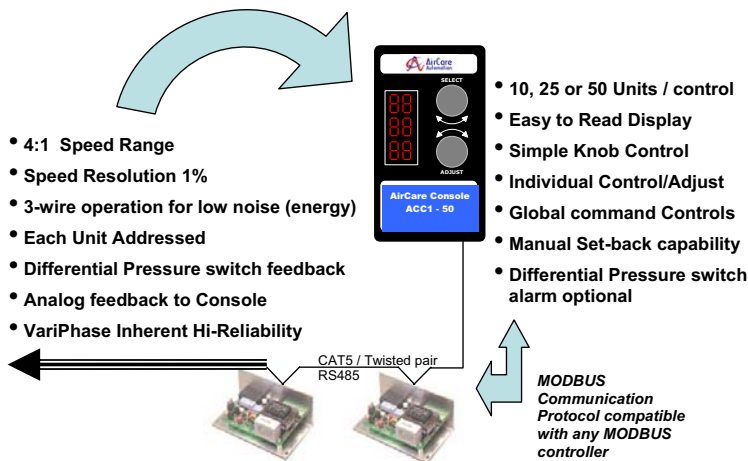 AirCare
Automation
SELECT
88
88
88
ADJUST
AirCare Console
ACC1 - 50
• 4:1 Speed Range
• Speed Resolution 1%
• 3-wire operation for low noise (energy)
• Each Unit Addressed
• Differential Pressure switch feedback
• Analog feedback to Console
• VariPhase Inherent Hi-Reliability
• 10, 25 or 50 Units / control
• Easy to Read Display
• Simple Knob Control
• Individual Control/Adjust
• Global command Controls
• Manual Set-back capability
• Differential Pressure switch
alarm optional
CAT5 / Twisted pair
RS485
MODBUS
Communication
Protocol compatible
with any MODBUS
controller